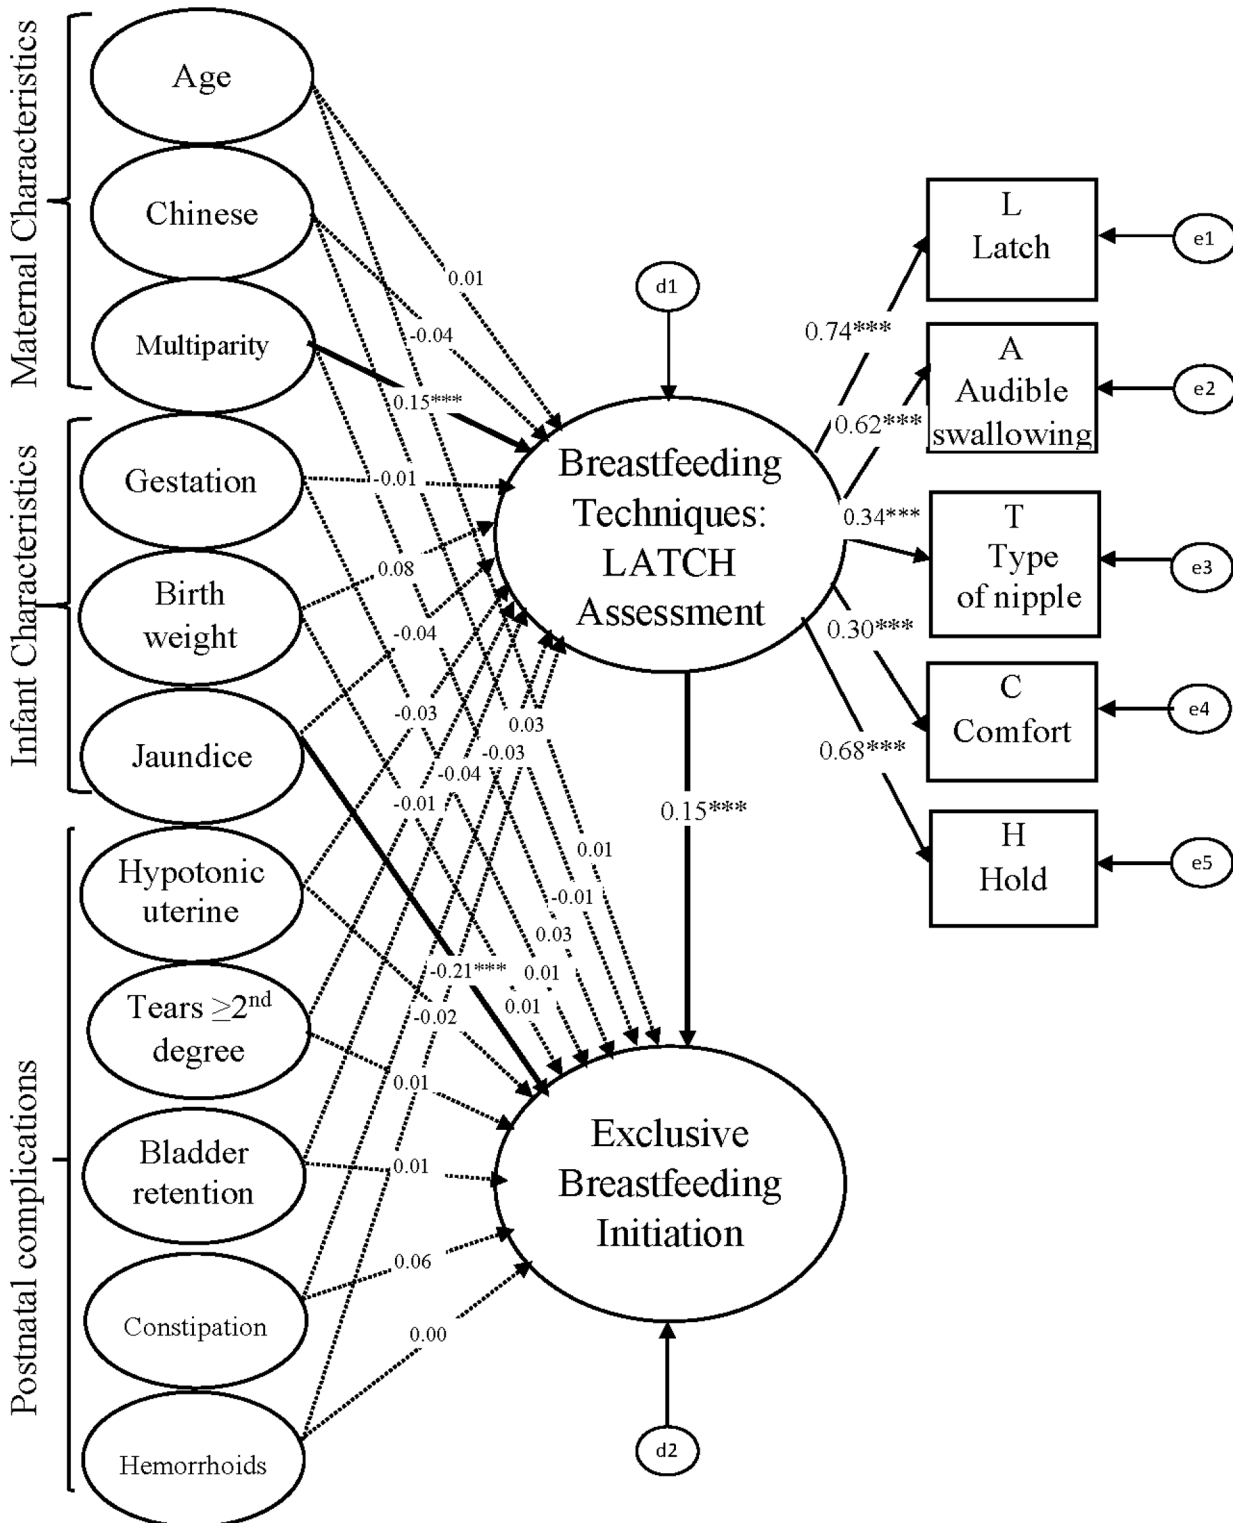 Maternal Characteristics
Age
Chinese
Multiparity
Infant Characteristics
Gestation
Birth
weight
Jaundice
Postnatal complications
Hypotonic
uterine
Tears ≥2nd
degree
Bladder
retention
Constipation
Hemorrhoids
0.01
-0.04
0.15***
-0.01
0.08
-0.04
-0.03
0.03
-0.03
-0.04
-0.01
0.01
-0.01
0.03
0.01
0.01
-0.21***
-0.02
0.01
0.01
0.06
0.00
d1
Breastfeeding
Techniques:
LATCH
Assessment
0.15***
Exclusive
Breastfeeding
Initiation
d2
0.74***
0.62***
0.34***
0.30***
0.68***
L
Latch
e1
A
Audible
swallowing
e2
T
Type
of nipple
e3
C
Comfort
e4
H
Hold
e5